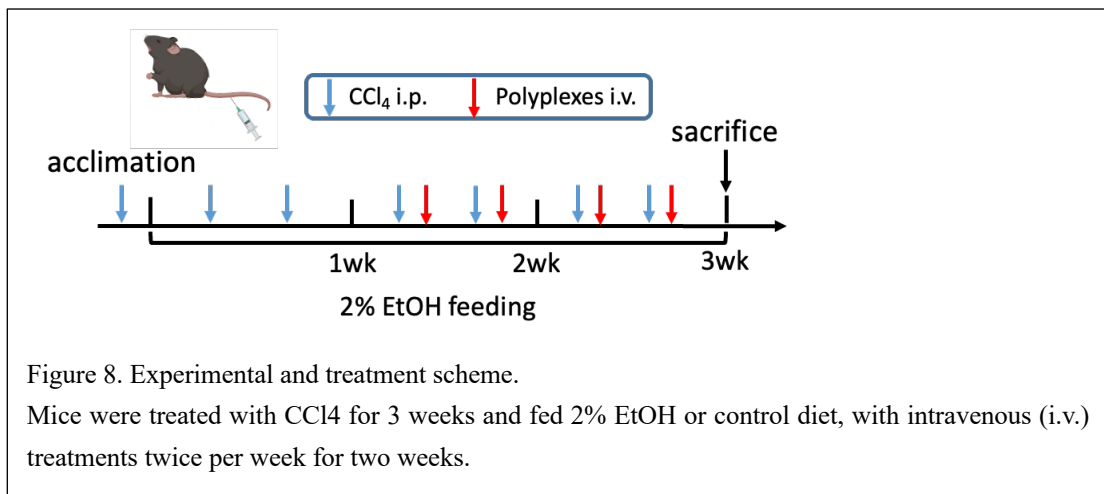 CCl₄ i.p. Polyplexes i.v.
sacrifice
acclimation
1wk 2wk 3wk
2% EtOH feeding
Figure 8. Experimental and treatment scheme.
Mice were treated with CCl4 for 3 weeks and fed 2% EtOH or control diet, with intravenous (i.v.)
treatments twice per week for two weeks.